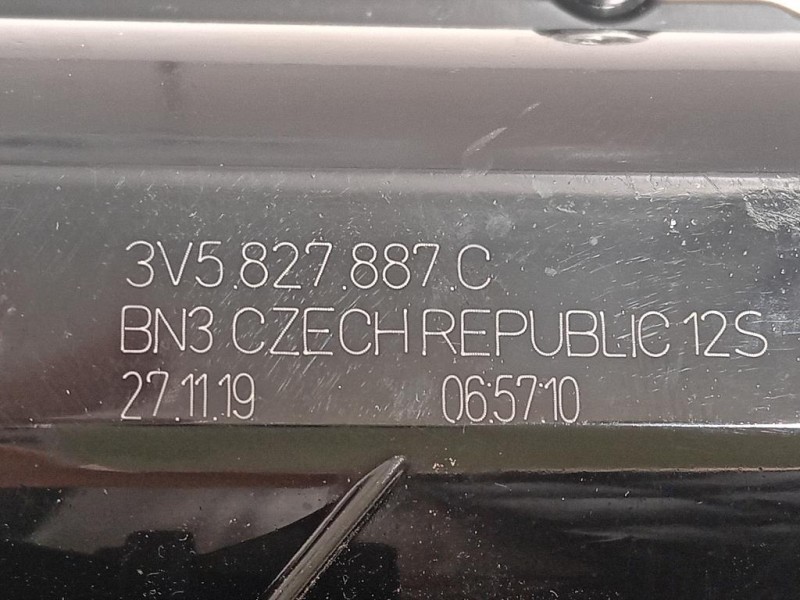 3V5.827.887.C
BN3 CZECH REPUBLIC 12S
27.11.19 06:57:10